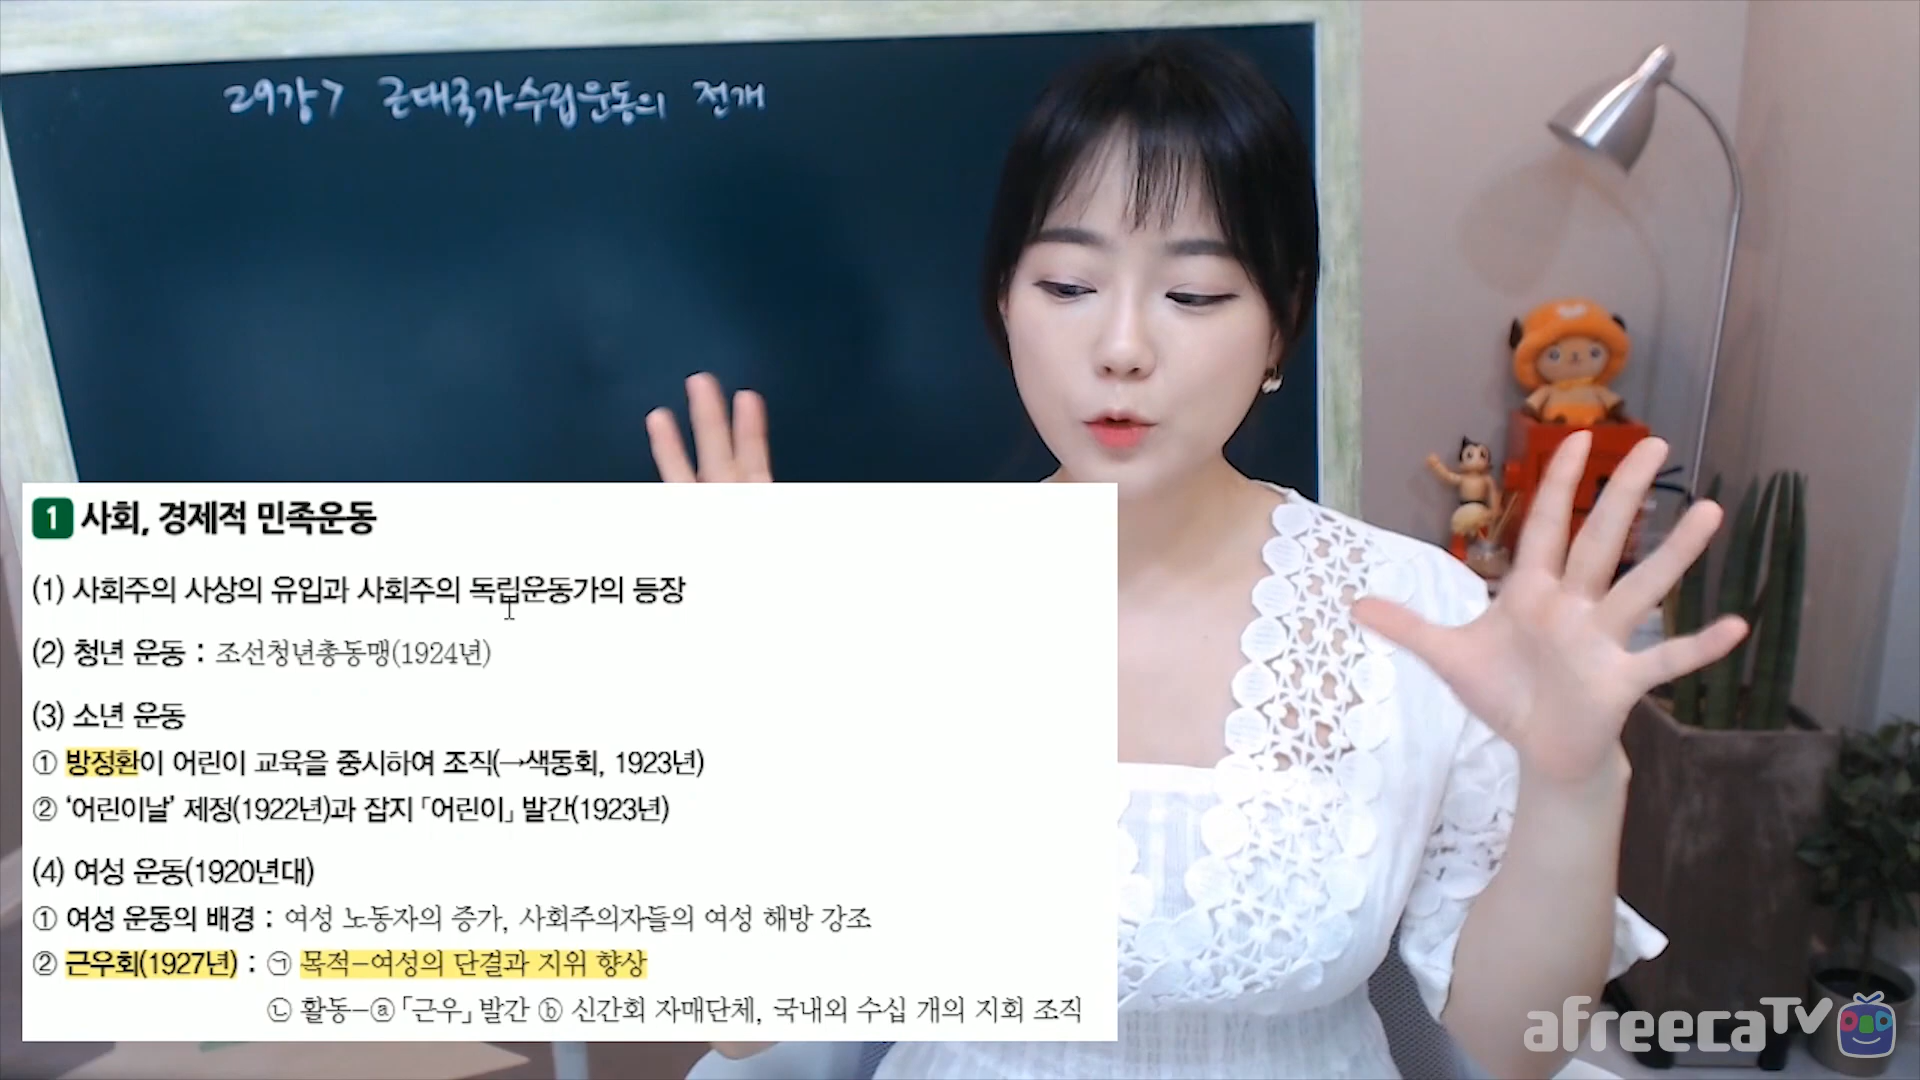 29강> 근대국가수립운동의 전개
1 사회, 경제적 민족운동
(1) 사회주의 사상의 유입과 사회주의 독립운동가의 등장
(2) 청년 운동 : 조선청년총동맹(1924년)
(3) 소년 운동
① 방정환이 어린이 교육을 중시하여 조직(→색동회, 1923년)
② ‘어린이날’ 제정(1922년)과 잡지 「어린이」 발간(1923년)
(4) 여성 운동(1920년대)
① 여성 운동의 배경 : 여성 노동자의 증가, 사회주의자들의 여성 해방 강조
② 근우회(1927년) : ㉠ 목적-여성의 단결과 지위 향상
㉡ 활동-ⓐ 「근우」 발간 ⓑ 신간회 자매단체, 국내외 수십 개의 지회 조직
afreecaTV